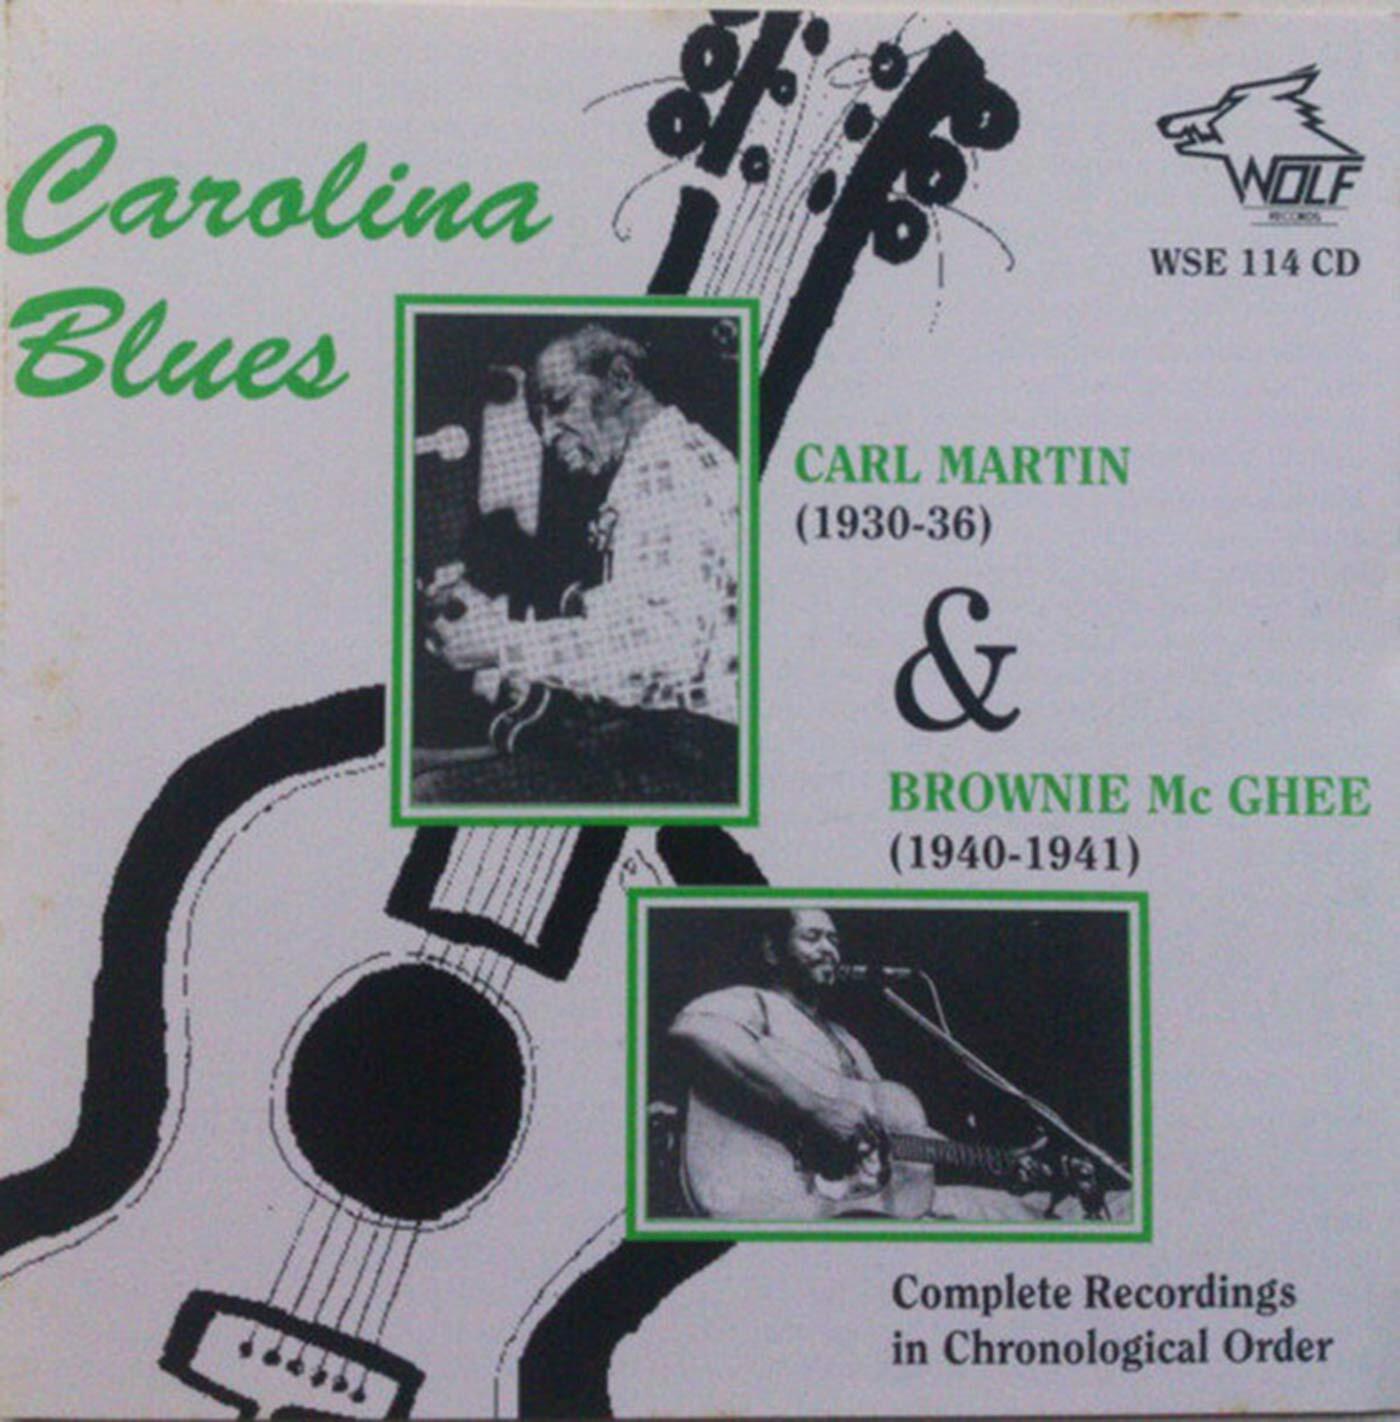 Carolina
Blues
WOLF
RECORDS
WSE 114 CD
CARL MARTIN
(1930-36)
&
BROWNIE Mc GHEE
(1940-1941)
Complete Recordings
in Chronological Order